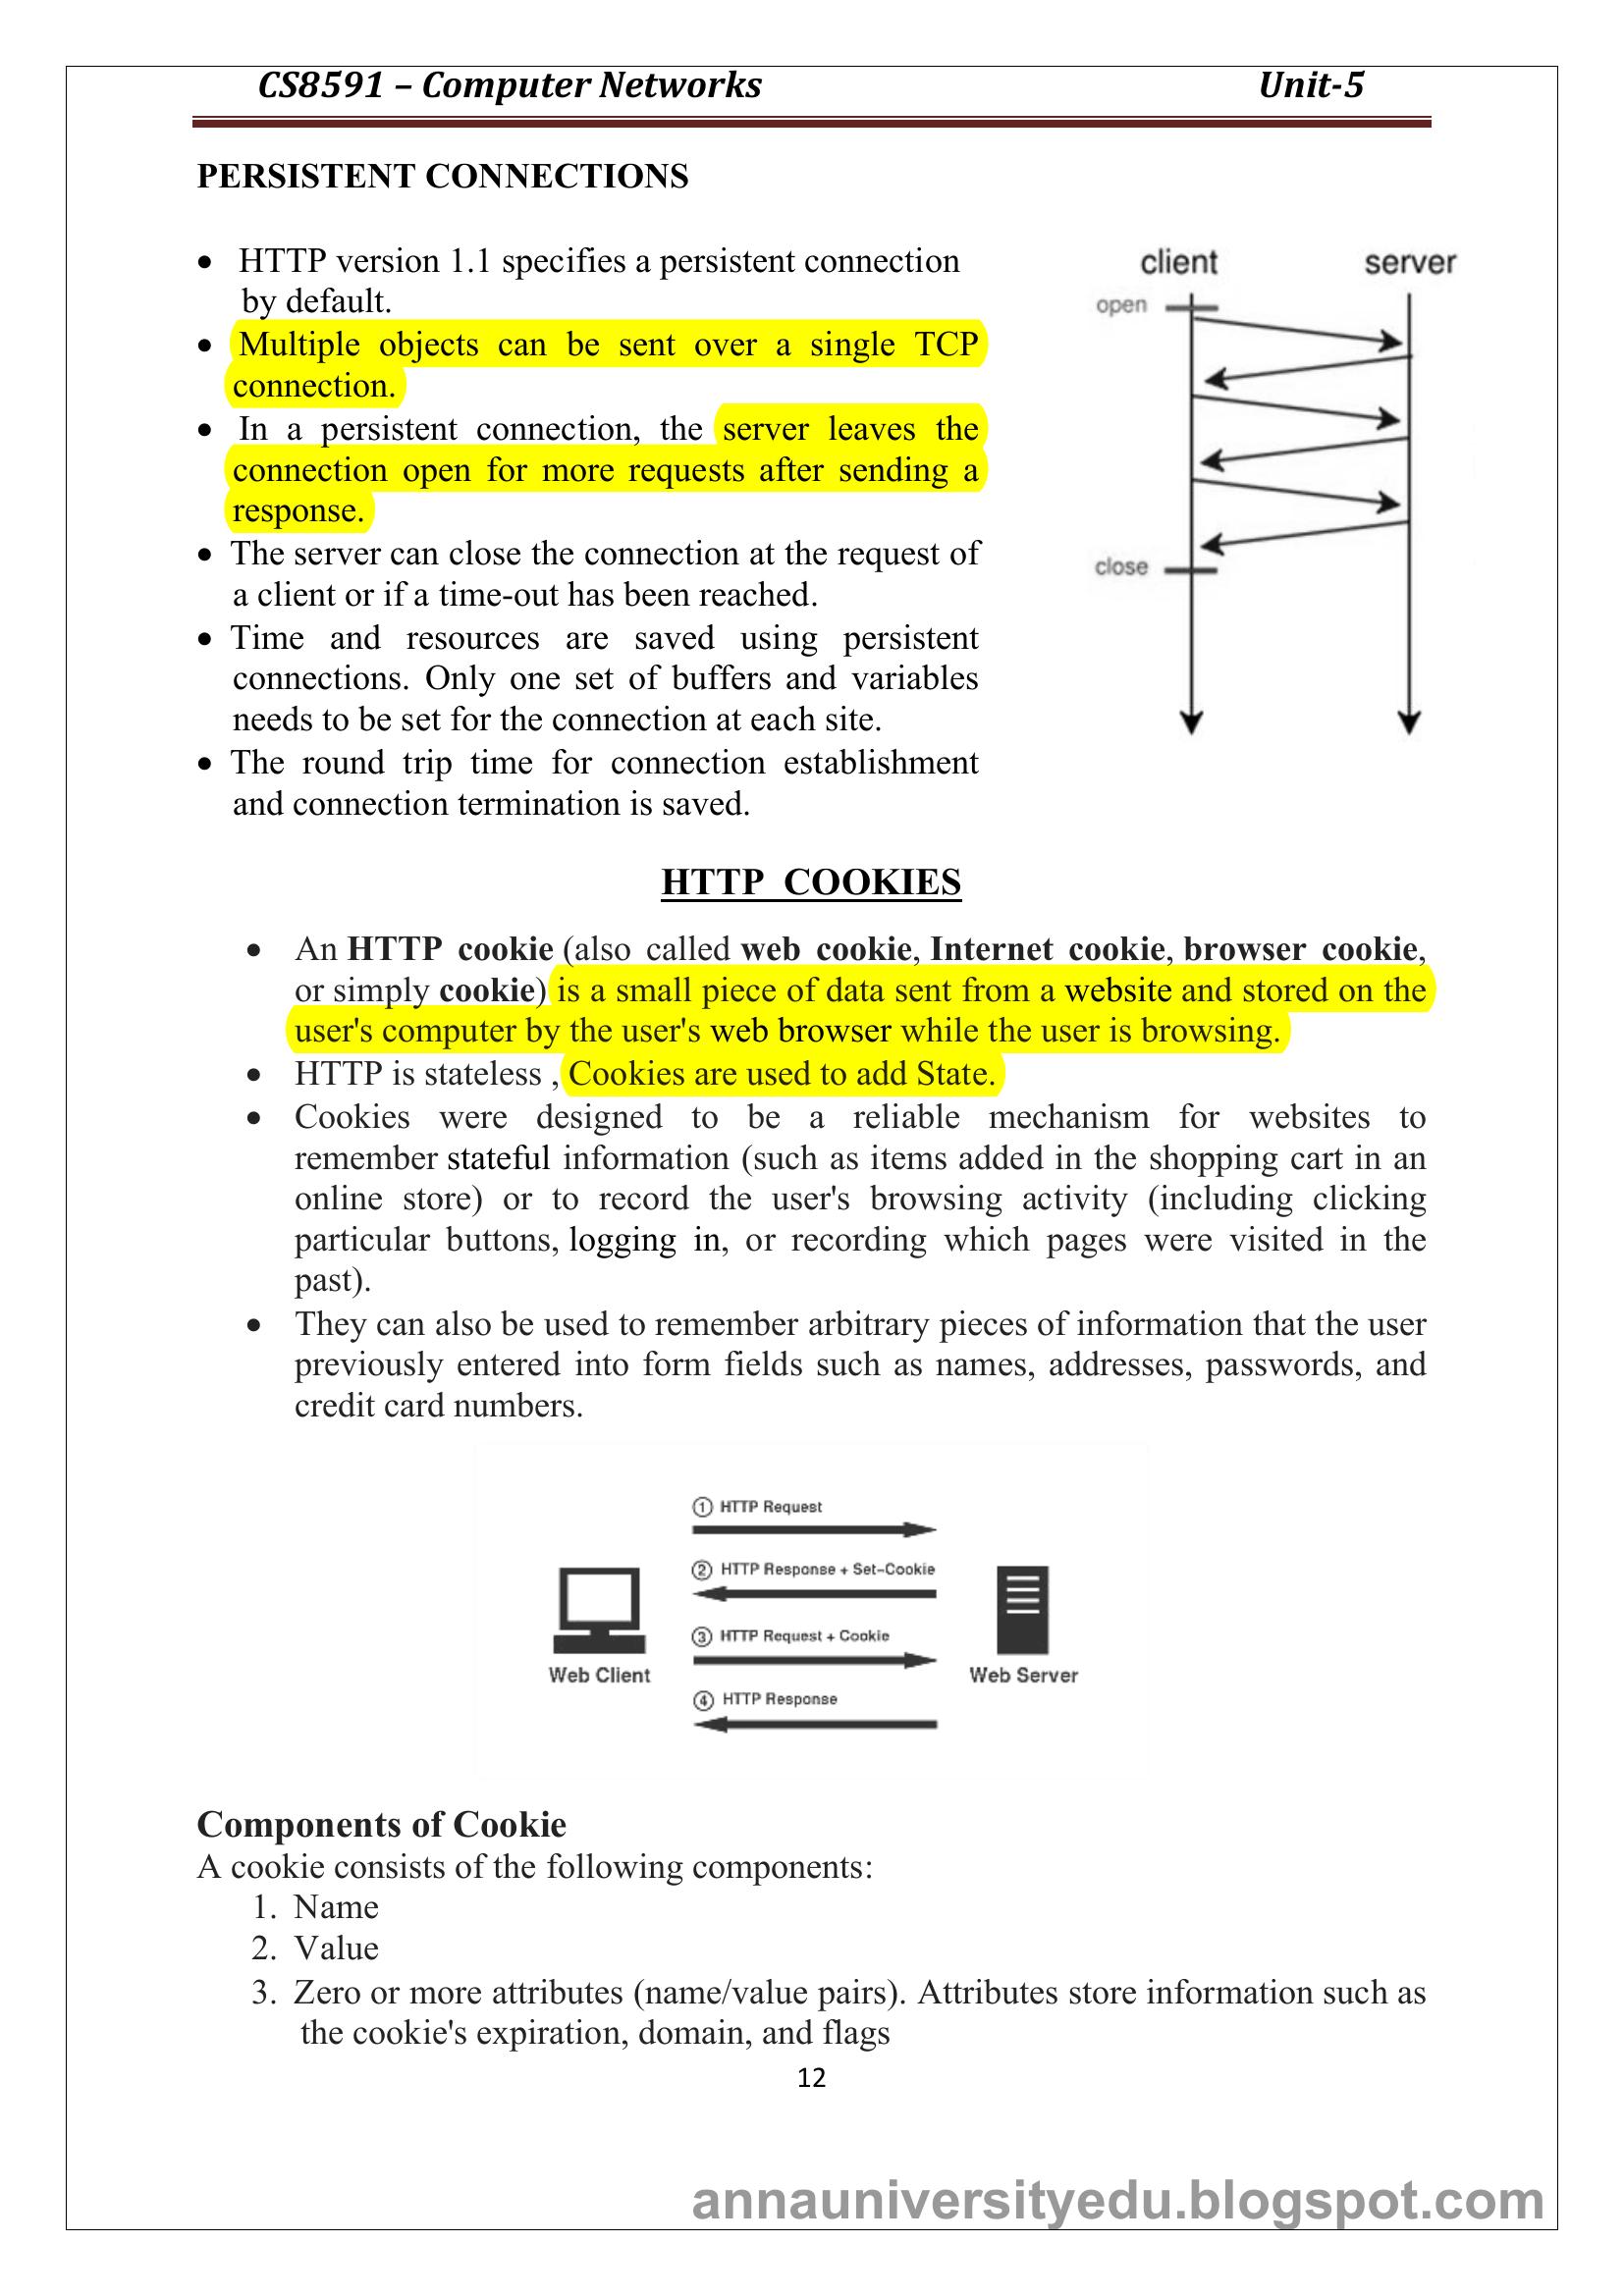 CS8591 – Computer Networks Unit-5
PERSISTENT CONNECTIONS
• HTTP version 1.1 specifies a persistent connection
by default.
• Multiple objects can be sent over a single TCP
connection.
• In a persistent connection, the server leaves the
connection open for more requests after sending a
response.
• The server can close the connection at the request of
a client or if a time-out has been reached.
• Time and resources are saved using persistent
connections. Only one set of buffers and variables
needs to be set for the connection at each site.
• The round trip time for connection establishment
and connection termination is saved.
client server
open
close
HTTP COOKIES
• An HTTP cookie (also called web cookie, Internet cookie, browser cookie,
or simply cookie) is a small piece of data sent from a website and stored on the
user's computer by the user's web browser while the user is browsing.
• HTTP is stateless , Cookies are used to add State.
• Cookies were designed to be a reliable mechanism for websites to
remember stateful information (such as items added in the shopping cart in an
online store) or to record the user's browsing activity (including clicking
particular buttons, logging in, or recording which pages were visited in the
past).
• They can also be used to remember arbitrary pieces of information that the user
previously entered into form fields such as names, addresses, passwords, and
credit card numbers.
① HTTP Request
② HTTP Response + Set-Cookie
③ HTTP Request + Cookie
Web Client Web Server
④ HTTP Response
Components of Cookie
A cookie consists of the following components:
1. Name
2. Value
3. Zero or more attributes (name/value pairs). Attributes store information such as
the cookie's expiration, domain, and flags
12
annauniversityedu.blogspot.com